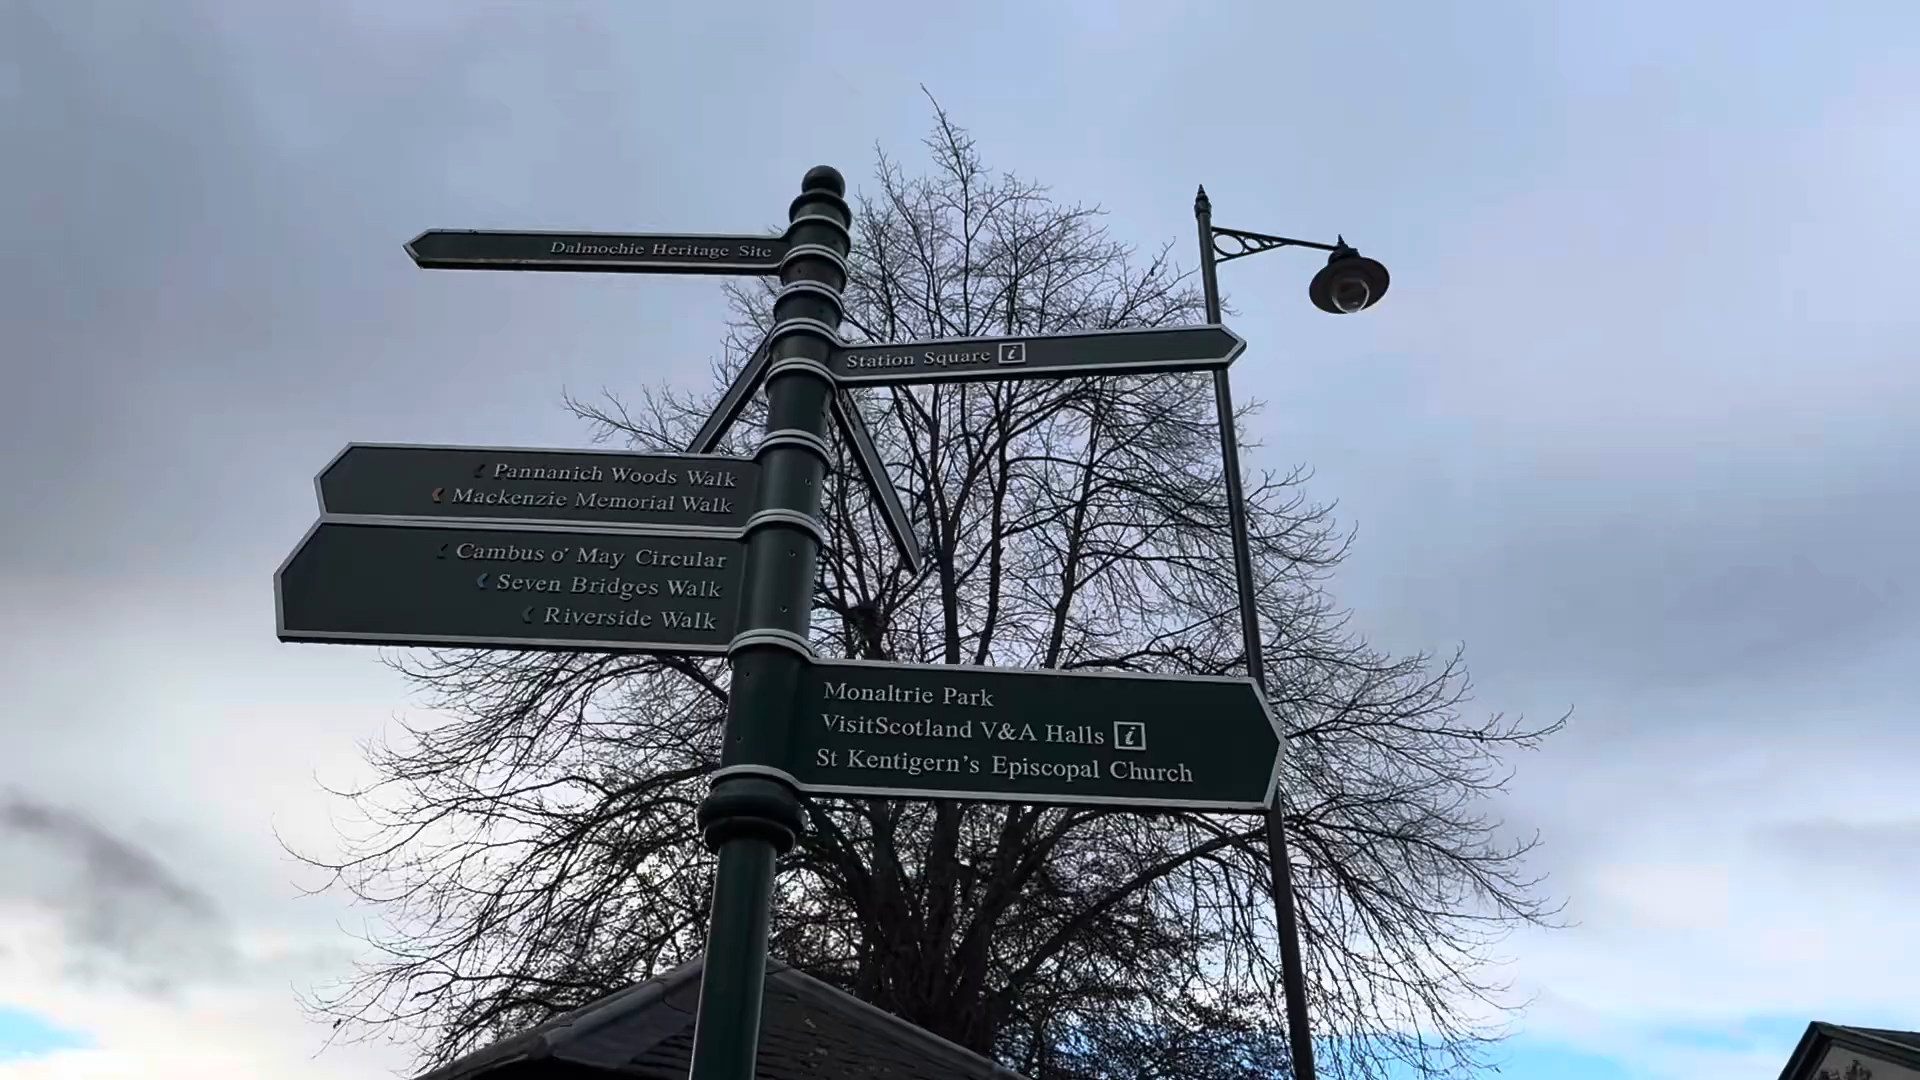 Dalmochie Heritage Site
Station Square i
Pannanich Woods Walk
Mackenzie Memorial Walk
Cambus o' May Circular
Seven Bridges Walk
Riverside Walk
Monaltrie Park
VisitScotland V&A Halls i
St Kentigern's Episcopal Church